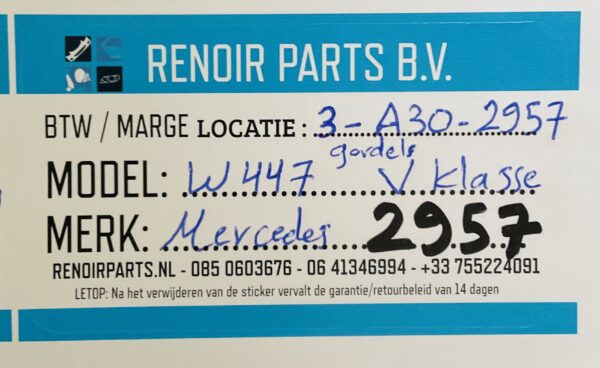 RENOIR PARTS B.V.
BTW / MARGE LOCATIE : 3-A30-2957
gordels
MODEL: W447 V klasse
MERK: Mercedes 2957
RENOIRPARTS.NL - 085 0603676 - 06 41346994 - +33 755224091
LETOP: Na het verwijderen van de sticker vervalt de garantie/retourbeleid van 14 dagen